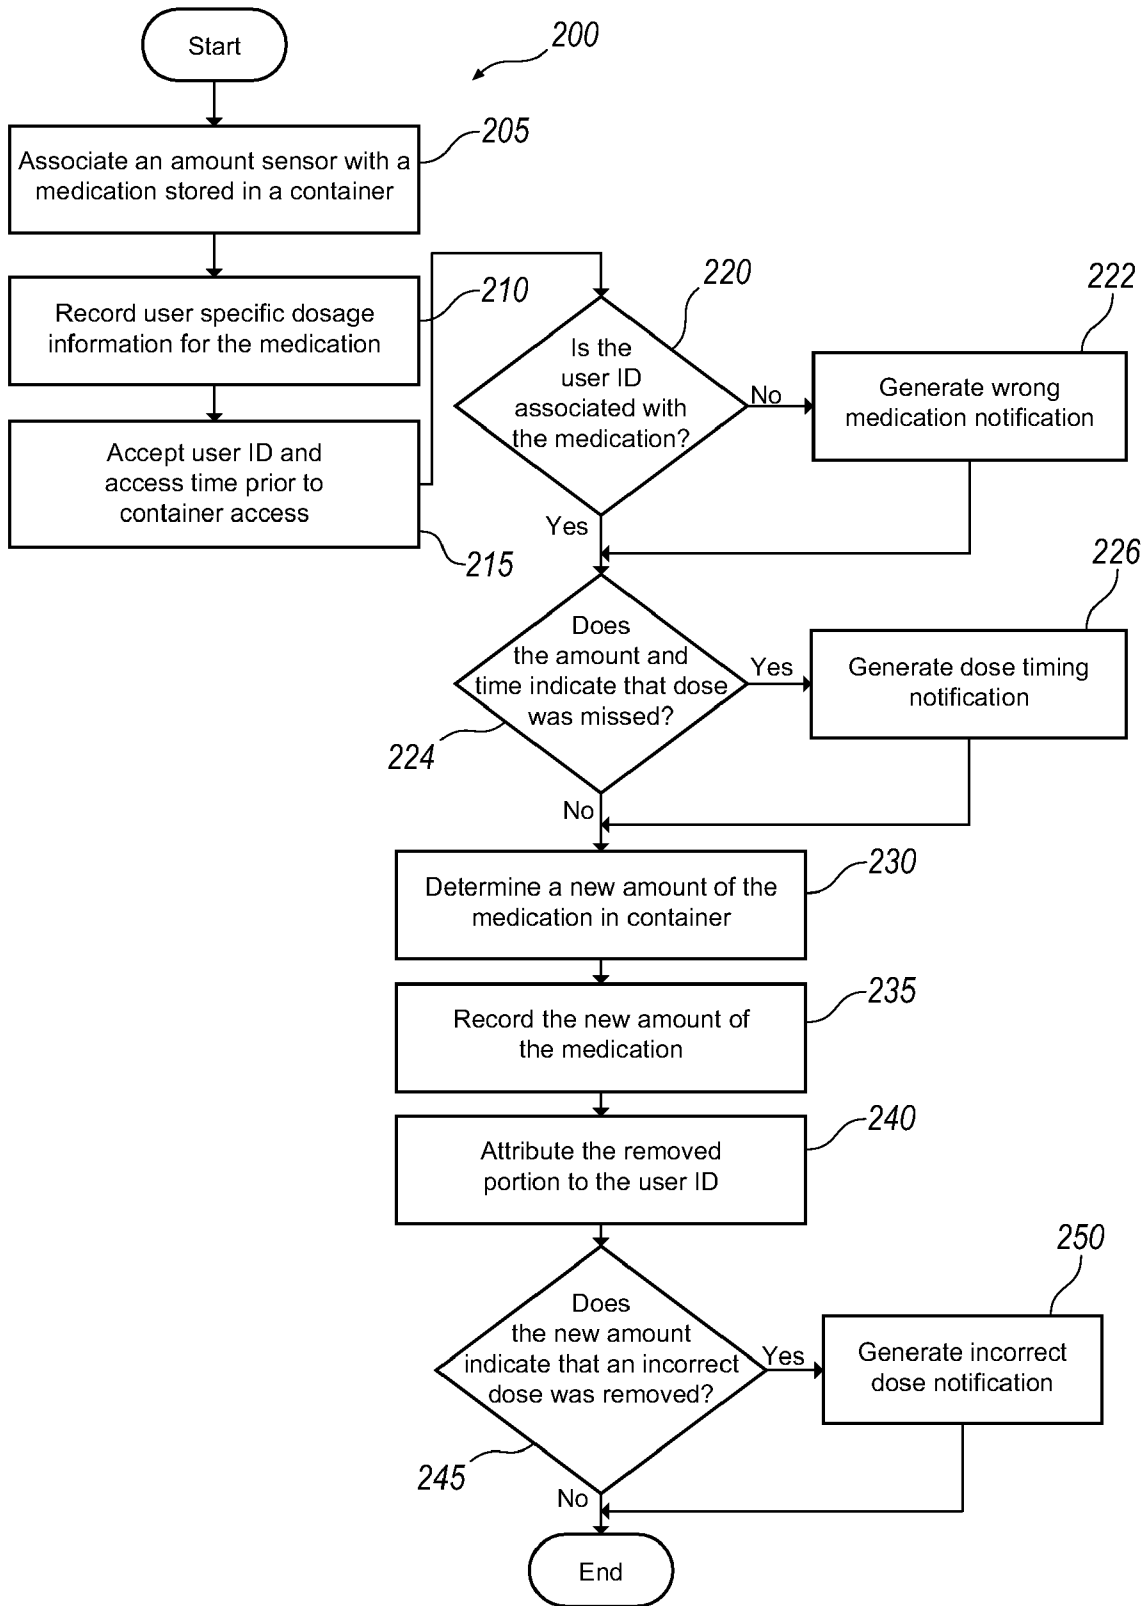 Start
200
205
Associate an amount sensor with a
medication stored in a container
210
Record user specific dosage
information for the medication
Accept user ID and
access time prior to
container access
215
220
Is the
user ID
associated with
the medication?
No
222
Generate wrong
medication notification
Yes
Does
the amount and
time indicate that dose
was missed?
224
Yes
226
Generate dose timing
notification
No
230
Determine a new amount of the
medication in container
235
Record the new amount of
the medication
240
Attribute the removed
portion to the user ID
Does
the new amount
indicate that an incorrect
dose was removed?
245
Yes
250
Generate incorrect
dose notification
No
End